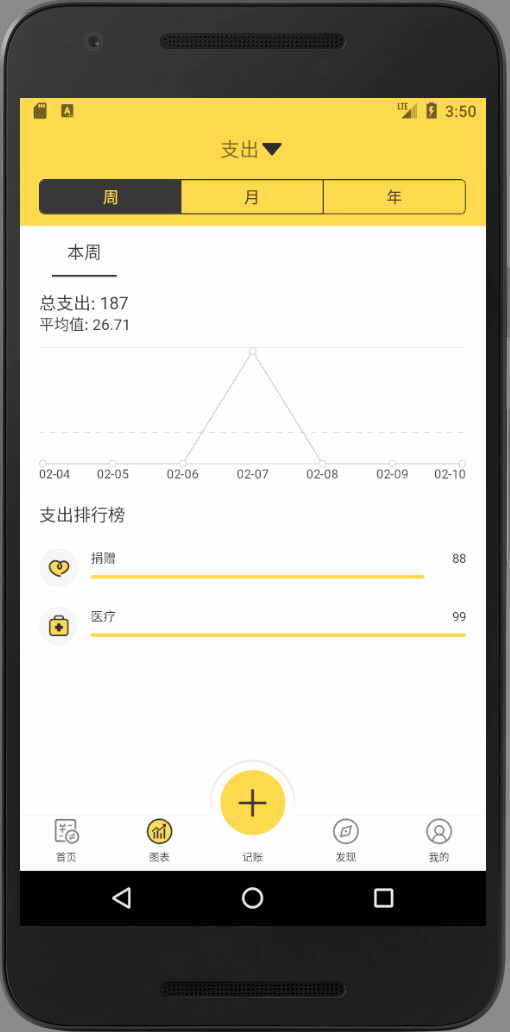 LTE 3:50
支出
周 月 年
本周
总支出: 187
平均值: 26.71
02-04 02-05 02-06 02-07 02-08 02-09 02-10
支出排行榜
捐赠 88
医疗 99
首页 图表 记账 发现 我的